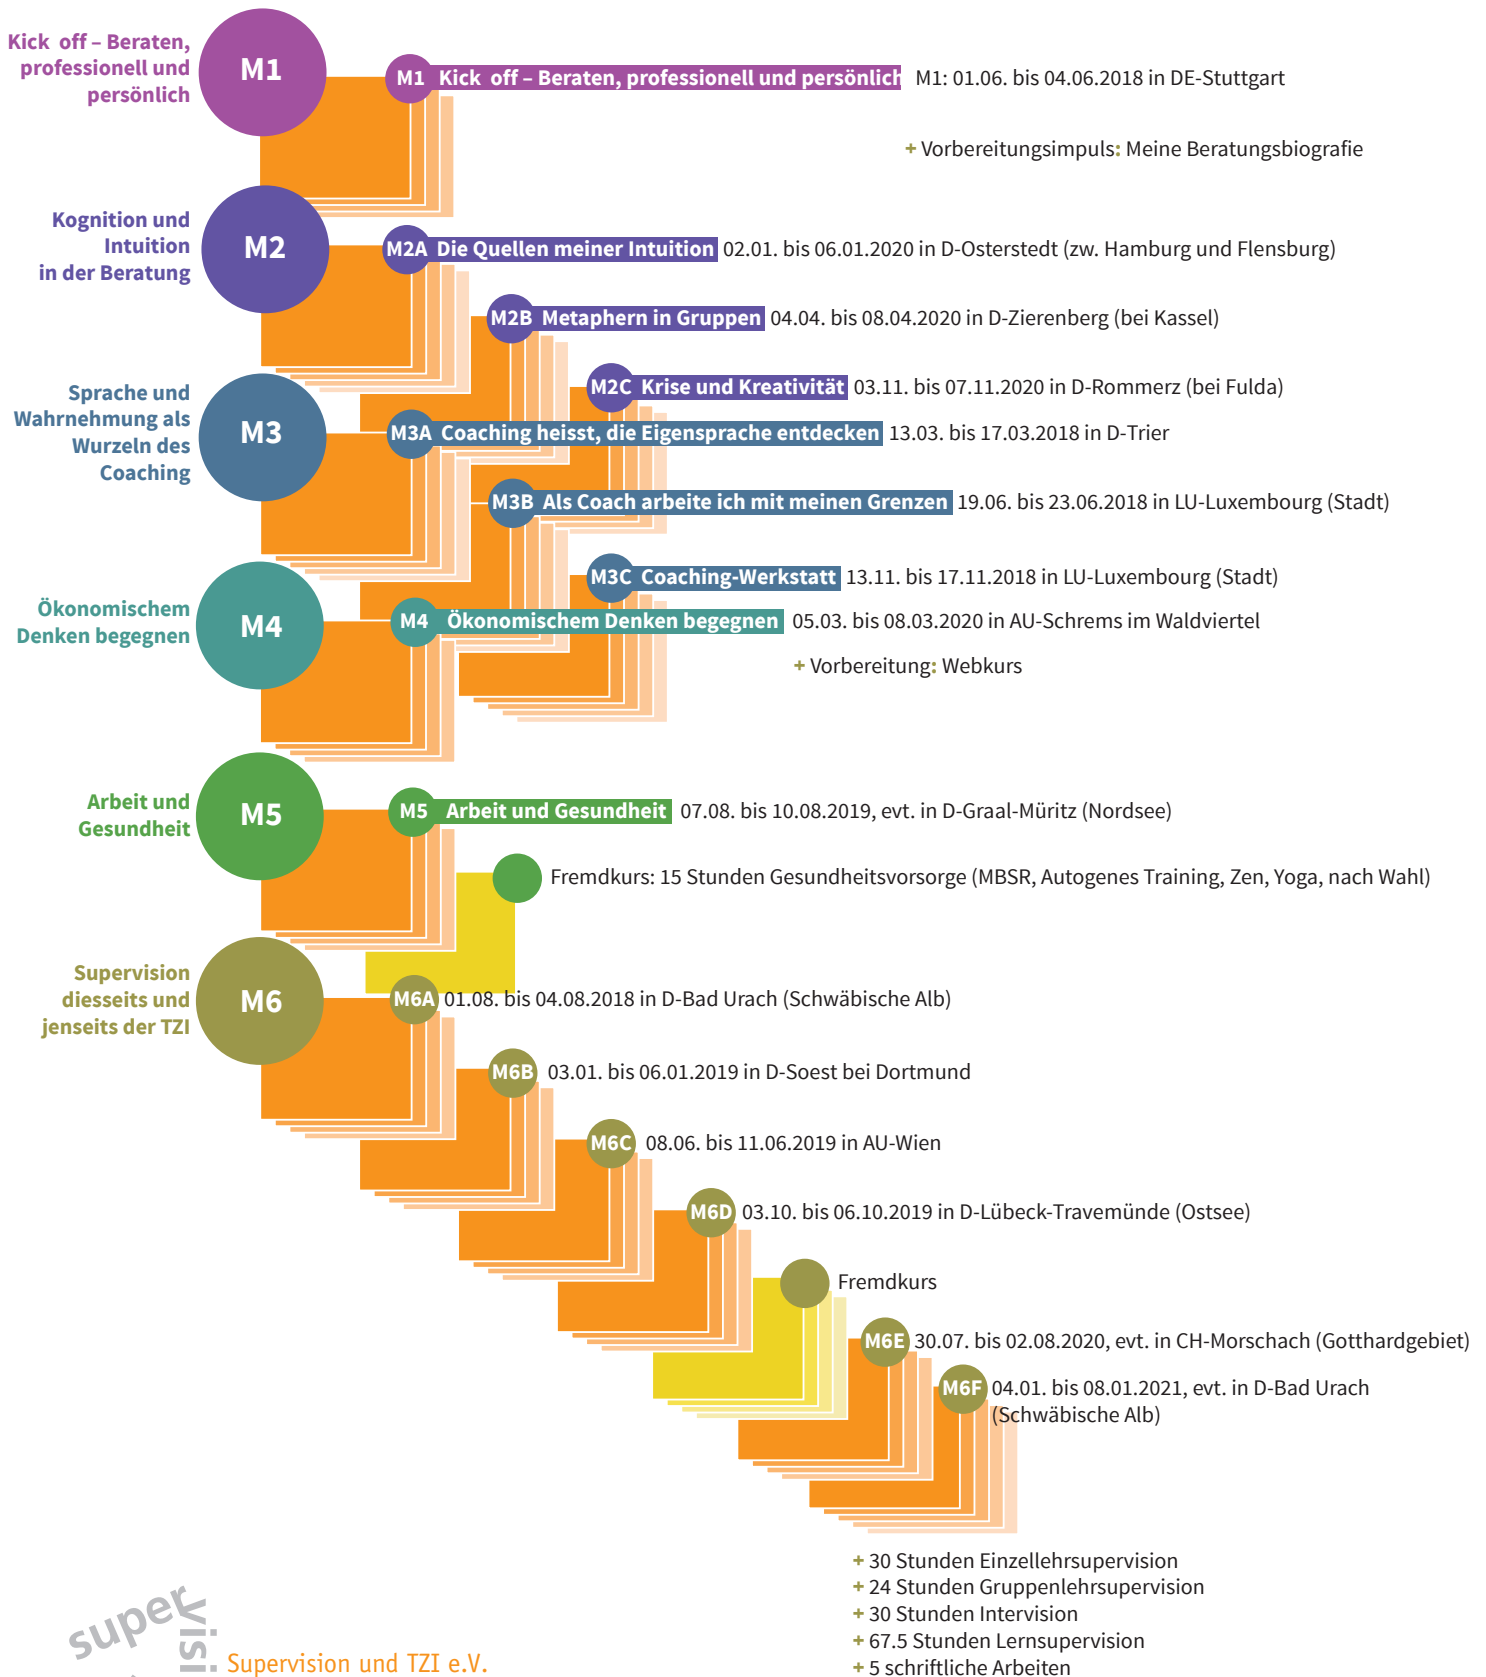 Kick off – Beraten,
professionell und
persönlich
M1
M1 Kick off – Beraten, professionell und persönlich M1: 01.06. bis 04.06.2018 in DE-Stuttgart
+ Vorbereitungsimpuls: Meine Beratungsbiografie
Kognition und
Intuition
in der Beratung
M2
M2A Die Quellen meiner Intuition 02.01. bis 06.01.2020 in D-Osterstedt (zw. Hamburg und Flensburg)
M2B Metaphern in Gruppen 04.04. bis 08.04.2020 in D-Zierenberg (bei Kassel)
M2C Krise und Kreativität 03.11. bis 07.11.2020 in D-Rommerz (bei Fulda)
Sprache und
Wahrnehmung als
Wurzeln des
Coaching
M3
M3A Coaching heisst, die Eigensprache entdecken 13.03. bis 17.03.2018 in D-Trier
M3B Als Coach arbeite ich mit meinen Grenzen 19.06. bis 23.06.2018 in LU-Luxembourg (Stadt)
M3C Coaching-Werkstatt 13.11. bis 17.11.2018 in LU-Luxembourg (Stadt)
Ökonomischem
Denken begegnen
M4
M4 Ökonomischem Denken begegnen 05.03. bis 08.03.2020 in AU-Schrems im Waldviertel
+ Vorbereitung: Webkurs
Arbeit und
Gesundheit
M5
M5 Arbeit und Gesundheit 07.08. bis 10.08.2019, evt. in D-Graal-Müritz (Nordsee)
Fremdkurs: 15 Stunden Gesundheitsvorsorge (MBSR, Autogenes Training, Zen, Yoga, nach Wahl)
Supervision
diesseits und
jenseits der TZI
M6
M6A 01.08. bis 04.08.2018 in D-Bad Urach (Schwäbische Alb)
M6B 03.01. bis 06.01.2019 in D-Soest bei Dortmund
M6C 08.06. bis 11.06.2019 in AU-Wien
M6D 03.10. bis 06.10.2019 in D-Lübeck-Travemünde (Ostsee)
Fremdkurs
M6E 30.07. bis 02.08.2020, evt. in CH-Morschach (Gotthardgebiet)
M6F 04.01. bis 08.01.2021, evt. in D-Bad Urach
(Schwäbische Alb)
+ 30 Stunden Einzellehrsupervision
+ 24 Stunden Gruppenlehrsupervision
+ 30 Stunden Intervision
+ 67.5 Stunden Lernsupervision
+ 5 schriftliche Arbeiten
super
visi
Supervision und TZI e.V.